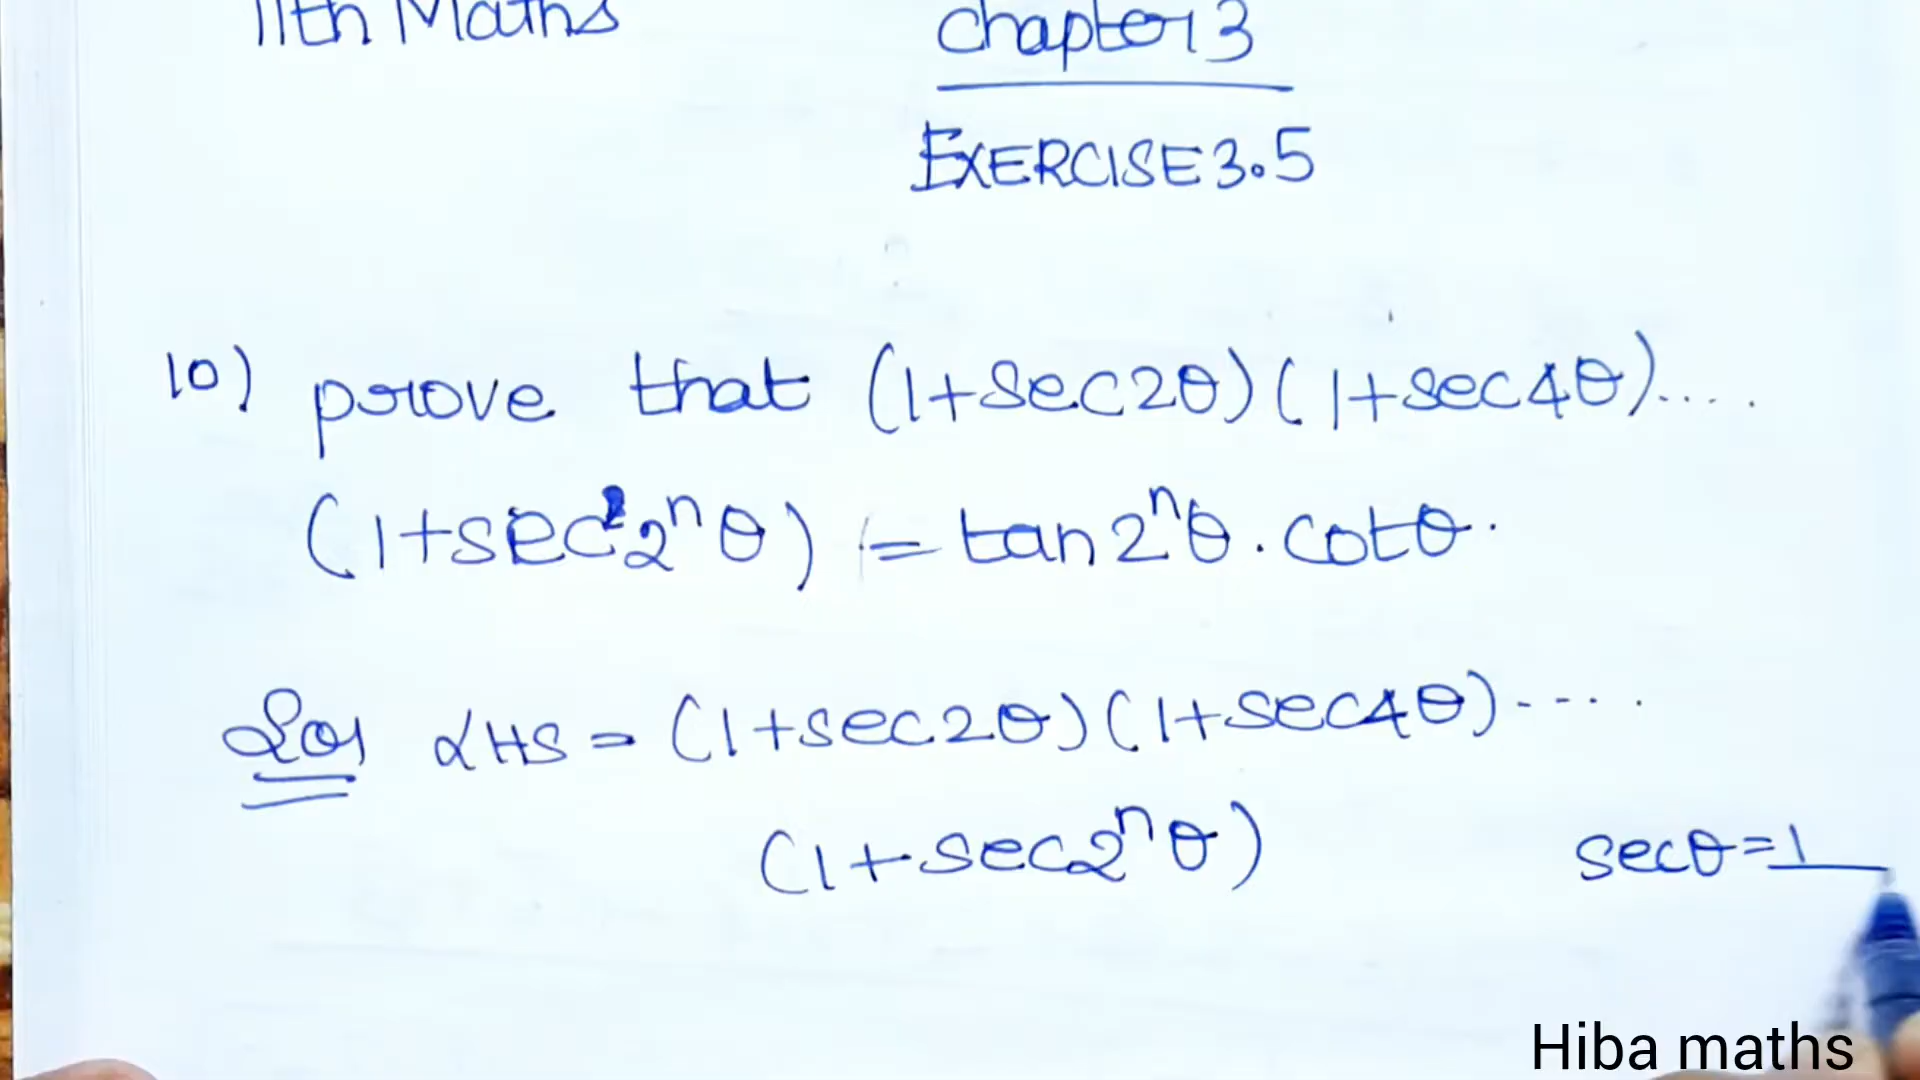 11th Maths Chapter 3
EXERCISE 3.5
10) prove that (1+sec2θ)(1+sec4θ)....
(1+sec2ⁿθ) = tan2ⁿθ.cotθ.
Sol LHS = (1+sec2θ)(1+sec4θ)....
(1+sec2ⁿθ) secθ=1
Hiba maths